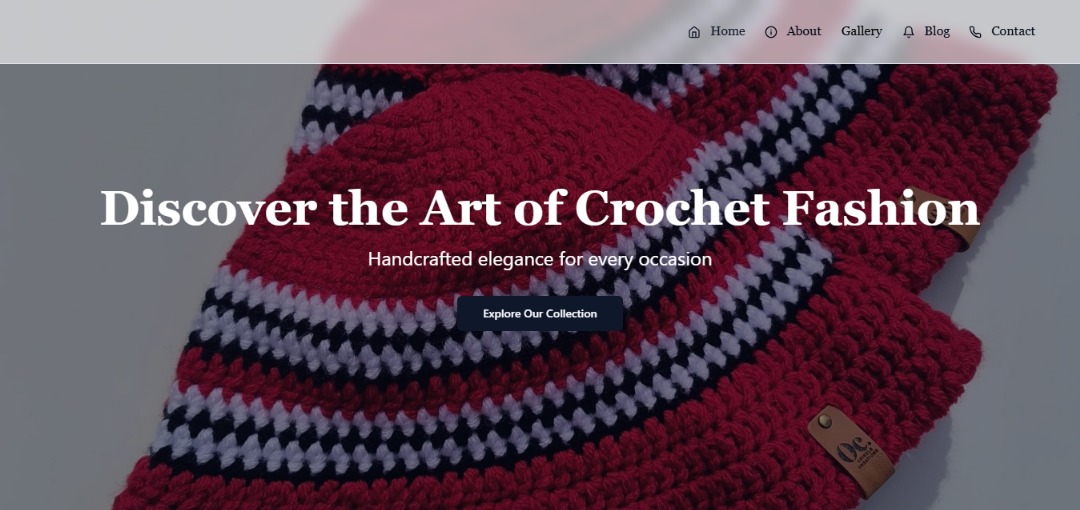 Home About Gallery Blog Contact
Discover the Art of Crochet Fashion
Handcrafted elegance for every occasion
Explore Our Collection
Oc.